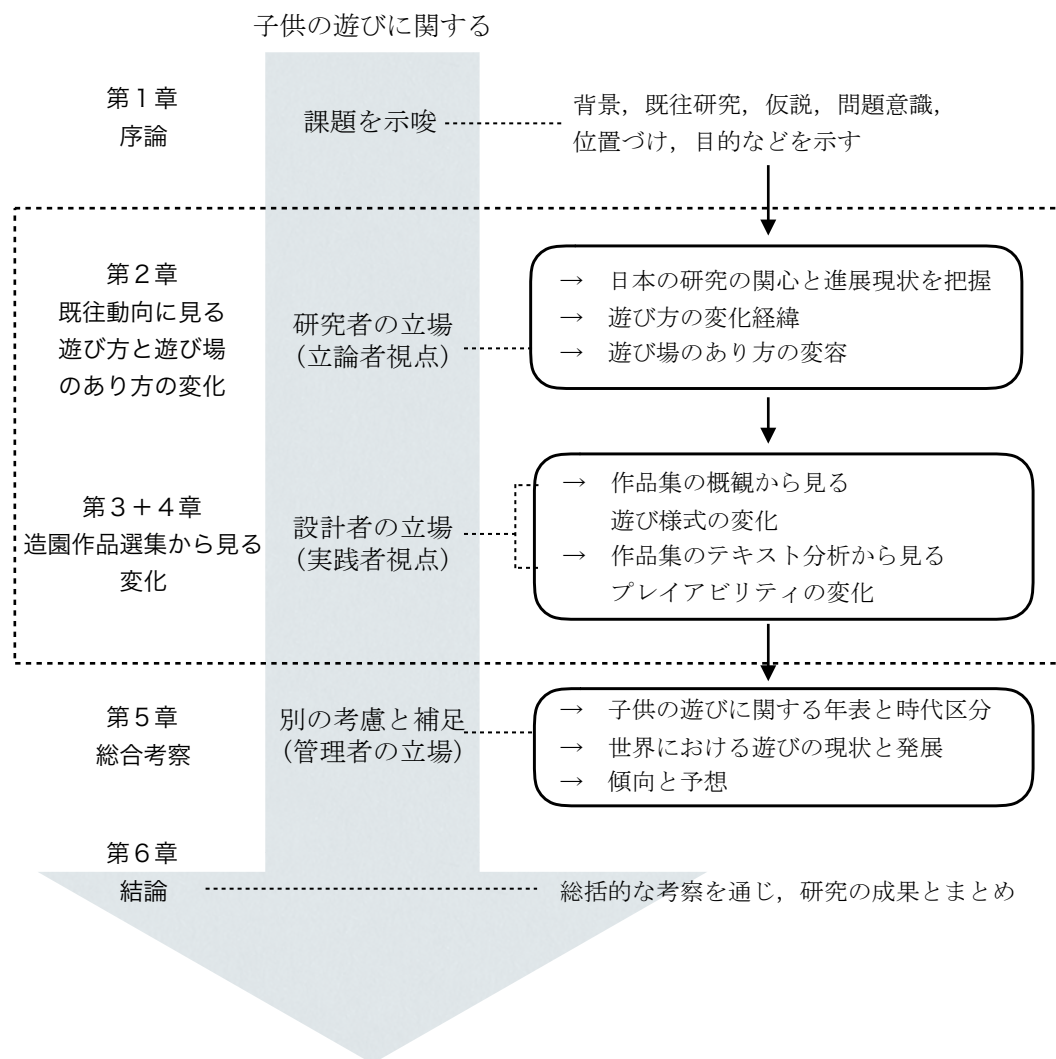 子供の遊びに関する
第１章
序論
課題を示唆
背景，既往研究，仮説，問題意識，
位置づけ，目的などを示す
第２章
既往動向に見る
遊び方と遊び場
のあり方の変化
研究者の立場
（立論者視点）
→ 日本の研究の関心と進展現状を把握
→ 遊び方の変化経緯
→ 遊び場のあり方の変容
第３＋４章
造園作品選集から見る
変化
設計者の立場
（実践者視点）
→ 作品集の概観から見る
遊び様式の変化
→ 作品集のテキスト分析から見る
プレイアビリティの変化
第５章
総合考察
別の考慮と補足
（管理者の立場）
→ 子供の遊びに関する年表と時代区分
→ 世界における遊びの現状と発展
→ 傾向と予想
第６章
結論
総括的な考察を通じ，研究の成果とまとめ